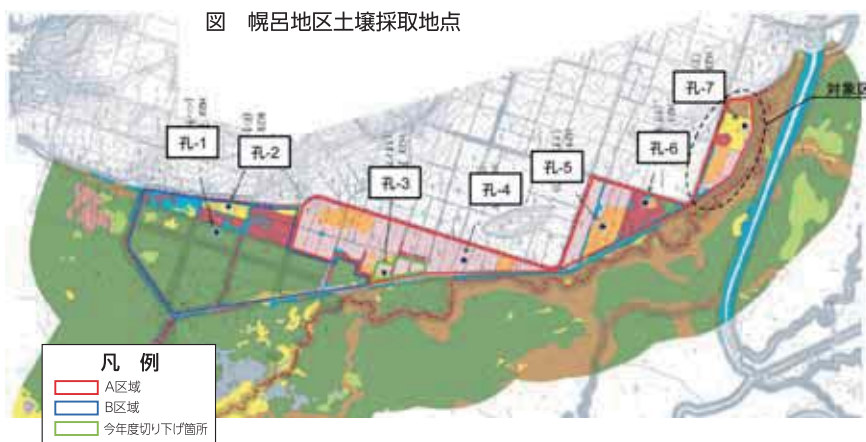 図 幌呂地区土壌採取地点
孔-7
対象区
孔-1
孔-2
孔-6
孔-5
孔-3
孔-4
凡 例
A区域
B区域
今年度切り下げ箇所